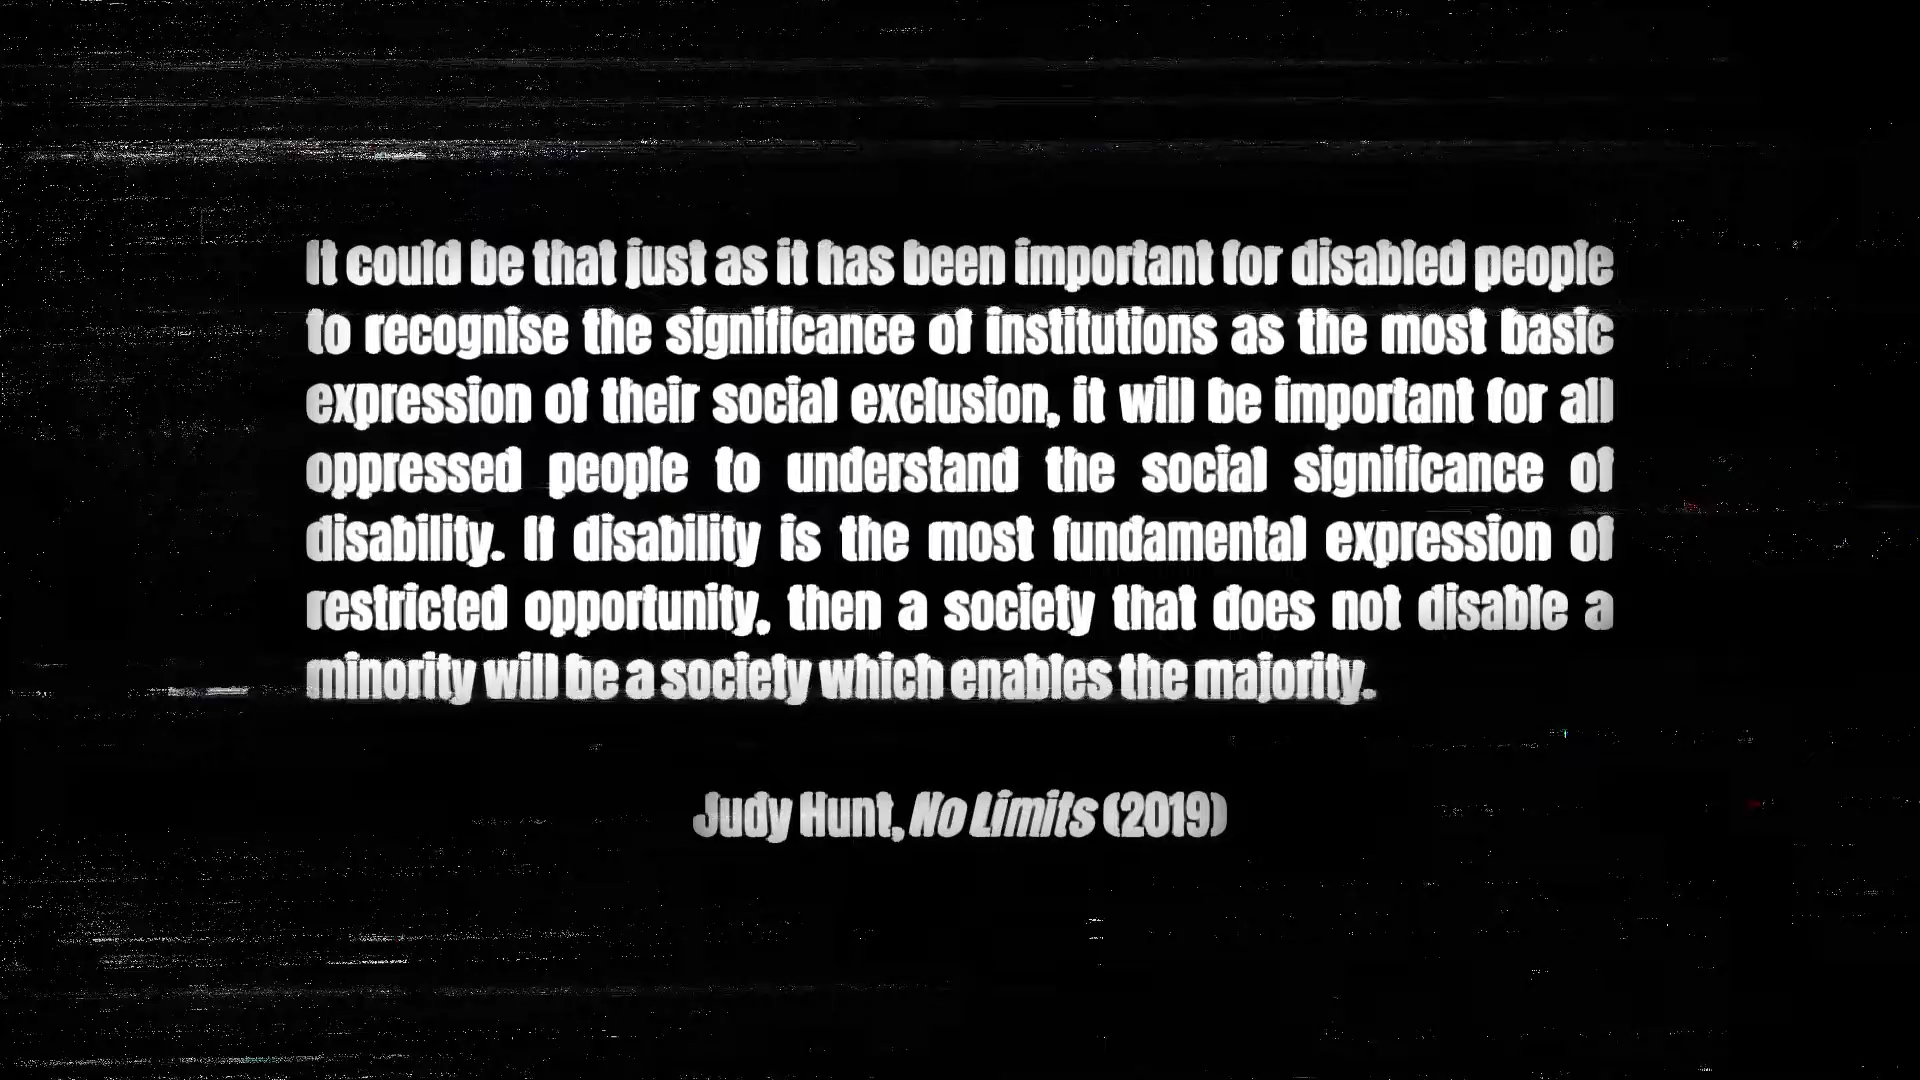 It could be that just as it has been important for disabled people
to recognise the significance of institutions as the most basic
expression of their social exclusion, it will be important for all
oppressed people to understand the social significance of
disability. If disability is the most fundamental expression of
restricted opportunity, then a society that does not disable a
minority will be a society which enables the majority.
Judy Hunt, No Limits (2019)